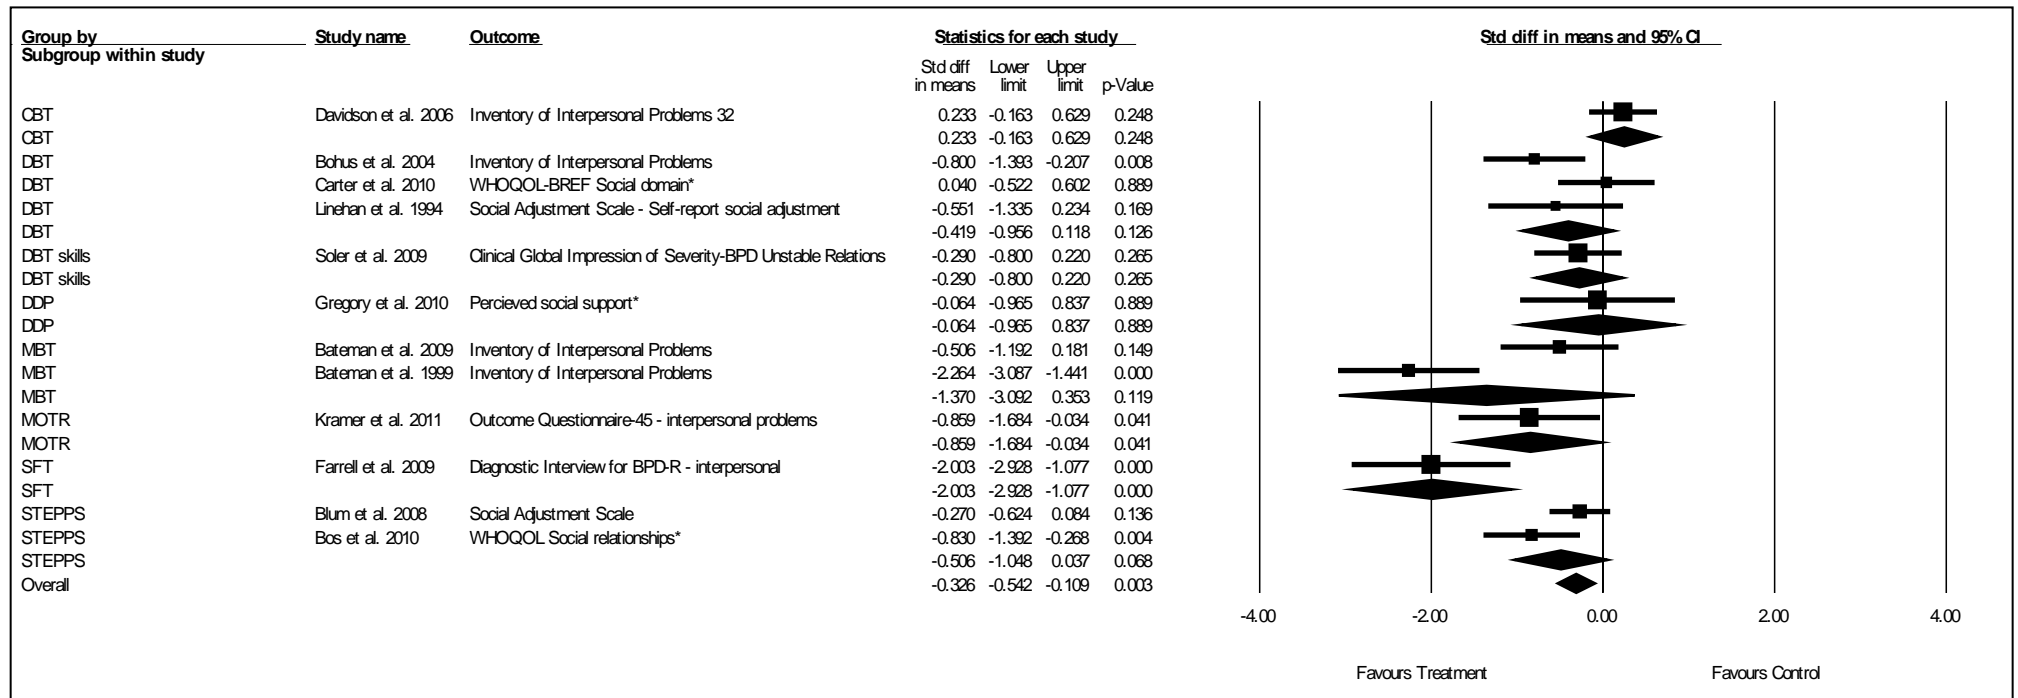 Group by Study name Outcome Statistics for each study Std diff in means and 95% CI
Subgroup within study
Std diff Lower Upper
in means limit limit p-Value
CBT Davidson et al. 2006 Inventory of Interpersonal Problems 32 0.233 -0.163 0.629 0.248
CBT 0.233 -0.163 0.629 0.248
DBT Bohus et al. 2004 Inventory of Interpersonal Problems -0.800 -1.393 -0.207 0.008
DBT Carter et al. 2010 WHOQOL-BREF Social domain* 0.040 -0.522 0.602 0.889
DBT Linehan et al. 1994 Social Adjustment Scale - Self-report social adjustment -0.551 -1.335 0.234 0.169
DBT -0.419 -0.956 0.118 0.126
DBT skills Soler et al. 2009 Clinical Global Impression of Severity-BPD Unstable Relations -0.290 -0.800 0.220 0.265
DBT skills -0.290 -0.800 0.220 0.265
DDP Gregory et al. 2010 Percieved social support* -0.064 -0.965 0.837 0.889
DDP -0.064 -0.965 0.837 0.889
MBT Bateman et al. 2009 Inventory of Interpersonal Problems -0.506 -1.192 0.181 0.149
MBT Bateman et al. 1999 Inventory of Interpersonal Problems -2.264 -3.087 -1.441 0.000
MBT -1.370 -3.092 0.353 0.119
MOTR Kramer et al. 2011 Outcome Questionnaire-45 - interpersonal problems -0.859 -1.684 -0.034 0.041
MOTR -0.859 -1.684 -0.034 0.041
SFT Farrell et al. 2009 Diagnostic Interview for BPD-R - interpersonal -2.003 -2.928 -1.077 0.000
SFT -2.003 -2.928 -1.077 0.000
STEPPS Blum et al. 2008 Social Adjustment Scale -0.270 -0.624 0.084 0.136
STEPPS Bos et al. 2010 WHOQOL Social relationships* -0.830 -1.392 -0.268 0.004
STEPPS -0.506 -1.048 0.037 0.068
Overall -0.326 -0.542 -0.109 0.003
-4.00 -2.00 0.00 2.00 4.00
Favours Treatment Favours Control